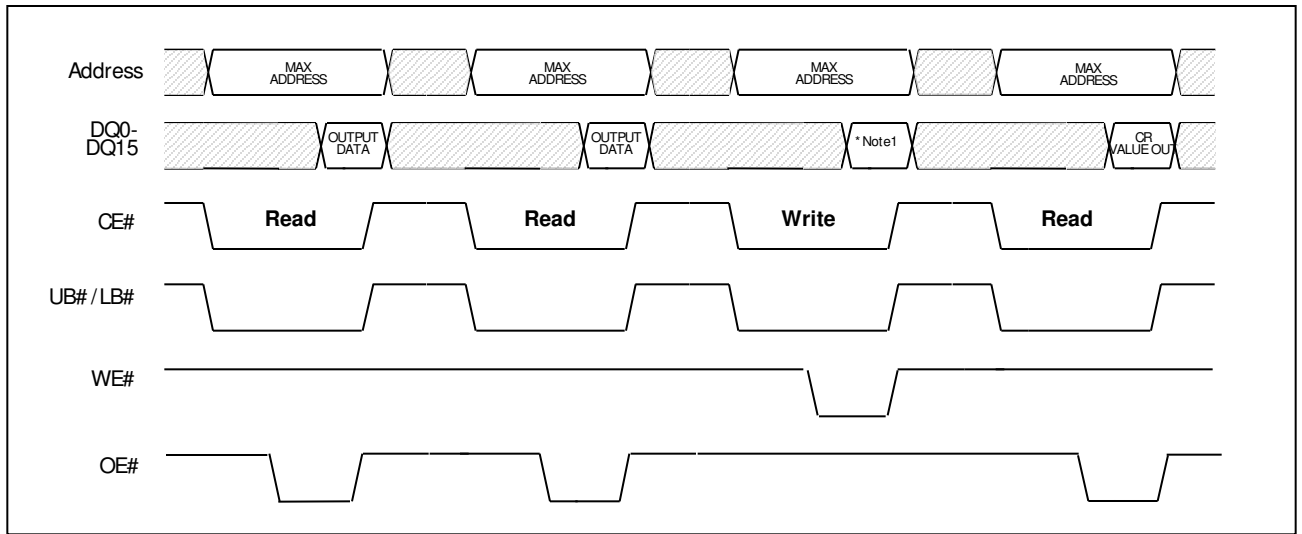 Address
MAX
ADDRESS
MAX
ADDRESS
MAX
ADDRESS
MAX
ADDRESS
DQ0-
DQ15
OUTPUT
DATA
OUTPUT
DATA
* Note1
CR
VALUE OUT
CE#
Read
Read
Write
Read
UB# / LB#
WE#
OE#